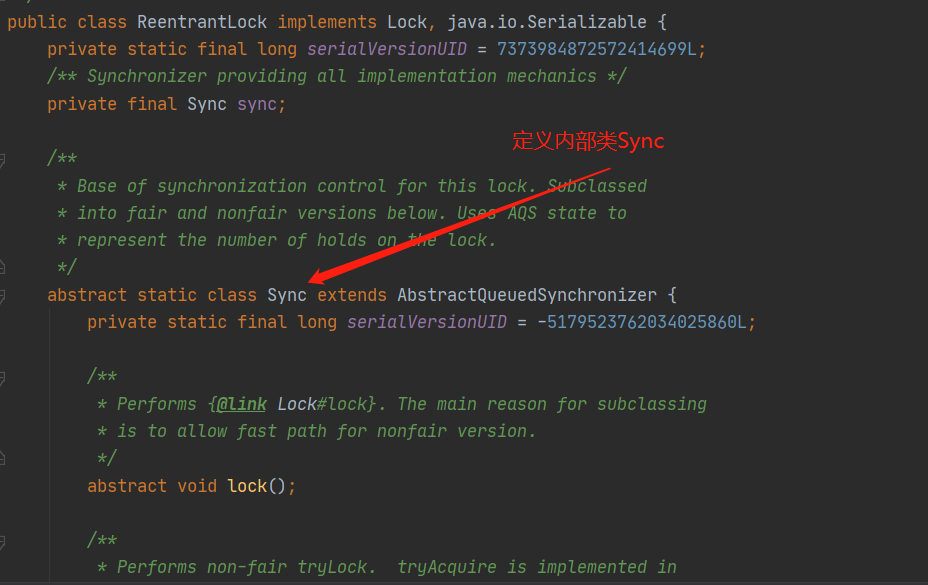 public class ReentrantLock implements Lock, java.io.Serializable {
private static final long serialVersionUID = 7373984872572414699L;
/** Synchronizer providing all implementation mechanics */
private final Sync sync;
定义内部类Sync
/**
* Base of synchronization control for this lock. Subclassed
* into fair and nonfair versions below. Uses AQS state to
* represent the number of holds on the lock.
*/
abstract static class Sync extends AbstractQueuedSynchronizer {
private static final long serialVersionUID = -5179523762034025860L;
/**
* Performs {@link Lock#lock}. The main reason for subclassing
* is to allow fast path for nonfair version.
*/
abstract void lock();
/**
* Performs non-fair tryLock.  tryAcquire is implemented in